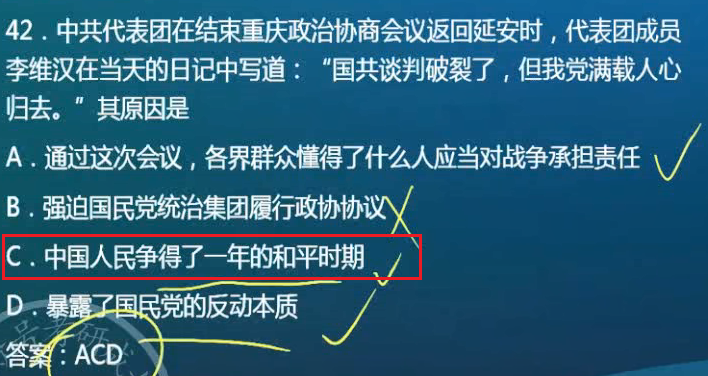 42．中共代表团在结束重庆政治协商会议返回延安时，代表团成员
李维汉在当天的日记中写道：“国共谈判破裂了，但我党满载人心
归去。”其原因是
A．通过这次会议，各界群众懂得了什么人应当对战争承担责任
B．强迫国民党统治集团履行政协协议
C．中国人民争得了一年的和平时期
D．暴露了国民党的反动本质
答案：ACD